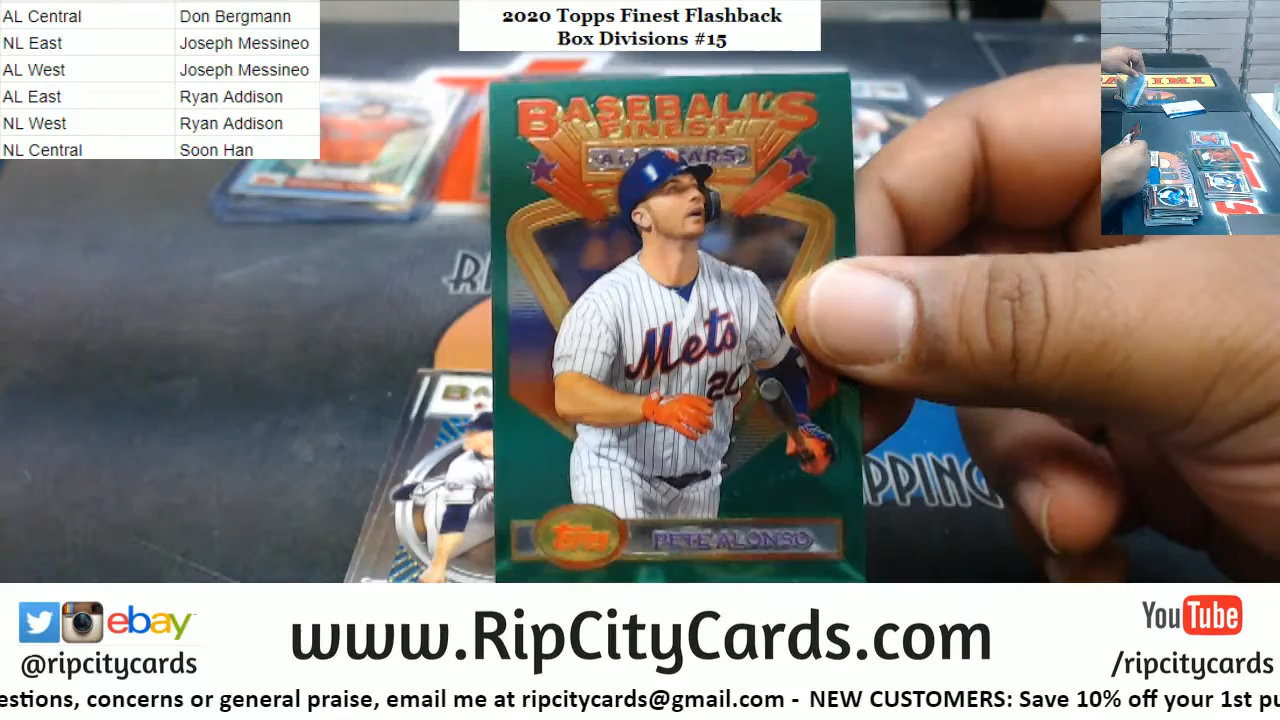 AL Central Don Bergmann
NL East Joseph Messineo
AL West Joseph Messineo
AL East Ryan Addison
NL West Ryan Addison
NL Central Soon Han
2020 Topps Finest Flashback
Box Divisions #15
PANINI
BASEBALL'S
FINEST
ALL STARS
Mets
20
Topps
PETE ALONSO
PPING
ebay
www.RipCityCards.com
You Tube
@ripcitycards
/ripcitycards
estions, concerns or general praise, email me at ripcitycards@gmail.com - NEW CUSTOMERS: Save 10% off your 1st pu